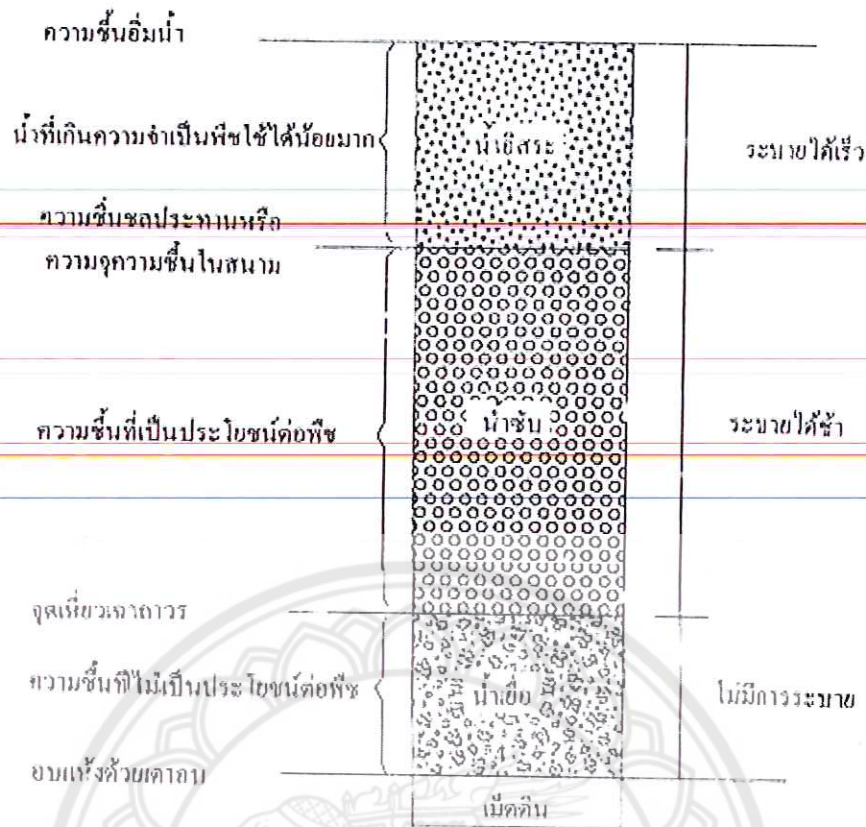 ความชื้นอิ่มน้ำ
น้ำที่เกินความจำเป็นพืชใช้ได้น้อยมาก
น้ำอิสระ
ระบายได้เร็ว
ความชื้นชลประทานหรือ
ความจุความชื้นในสนาม
ความชื้นที่เป็นประโยชน์ต่อพืช
น้ำซับ
ระบายได้ช้า
จุดเหี่ยวเฉาถาวร
ความชื้นที่ไม่เป็นประโยชน์ต่อพืช
น้ำเยื่อ
ไม่มีการระบาย
อบแห้งด้วยเตาอบ
เม็ดดิน